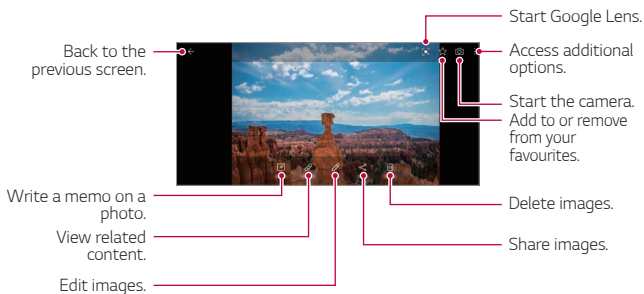 Start Google Lens.
Back to the
previous screen.
Access additional
options.
Start the camera.
Add to or remove
from your
favourites.
Write a memo on a
photo.
Delete images.
View related
content.
Share images.
Edit images.